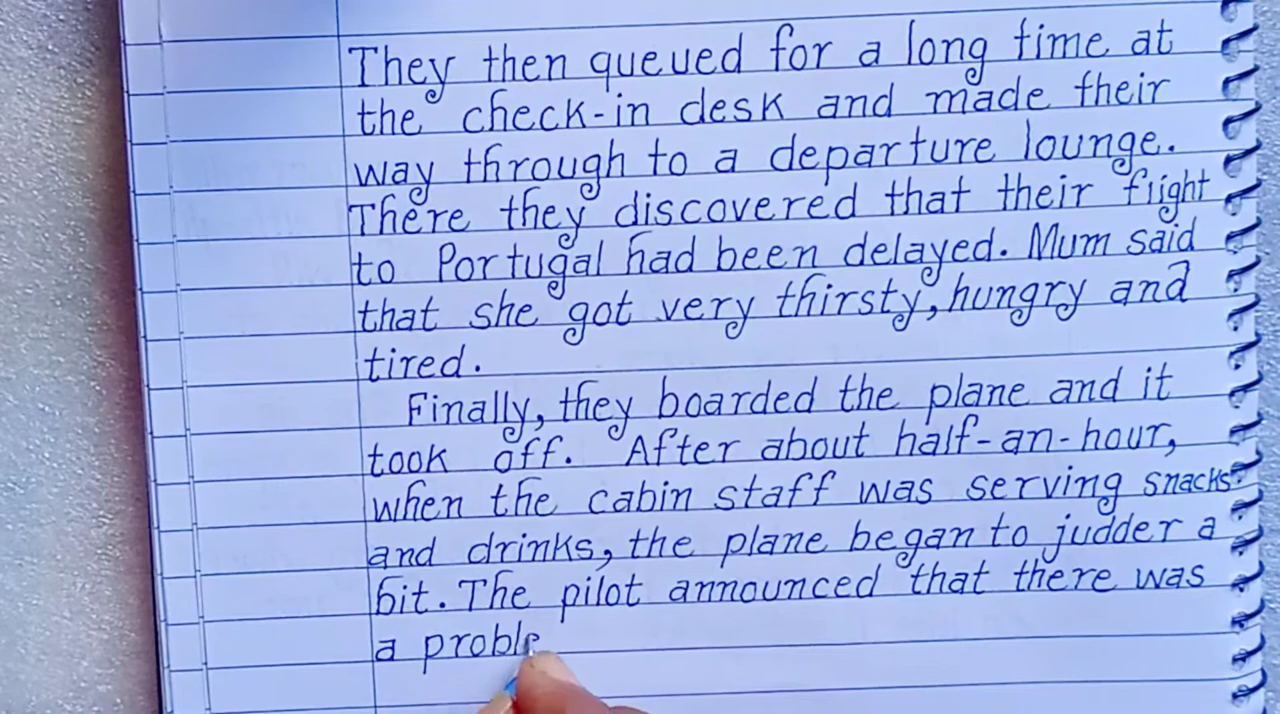 They then queued for a long time at
the check-in desk and made their
way through to a departure lounge.
There they discovered that their flight
to Portugal had been delayed. Mum said
that she got very thirsty, hungry and
tired.
Finally, they boarded the plane and it
took off. After about half-an-hour,
when the cabin staff was serving snacks
and drinks, the plane began to judder a
bit. The pilot announced that there was
a proble